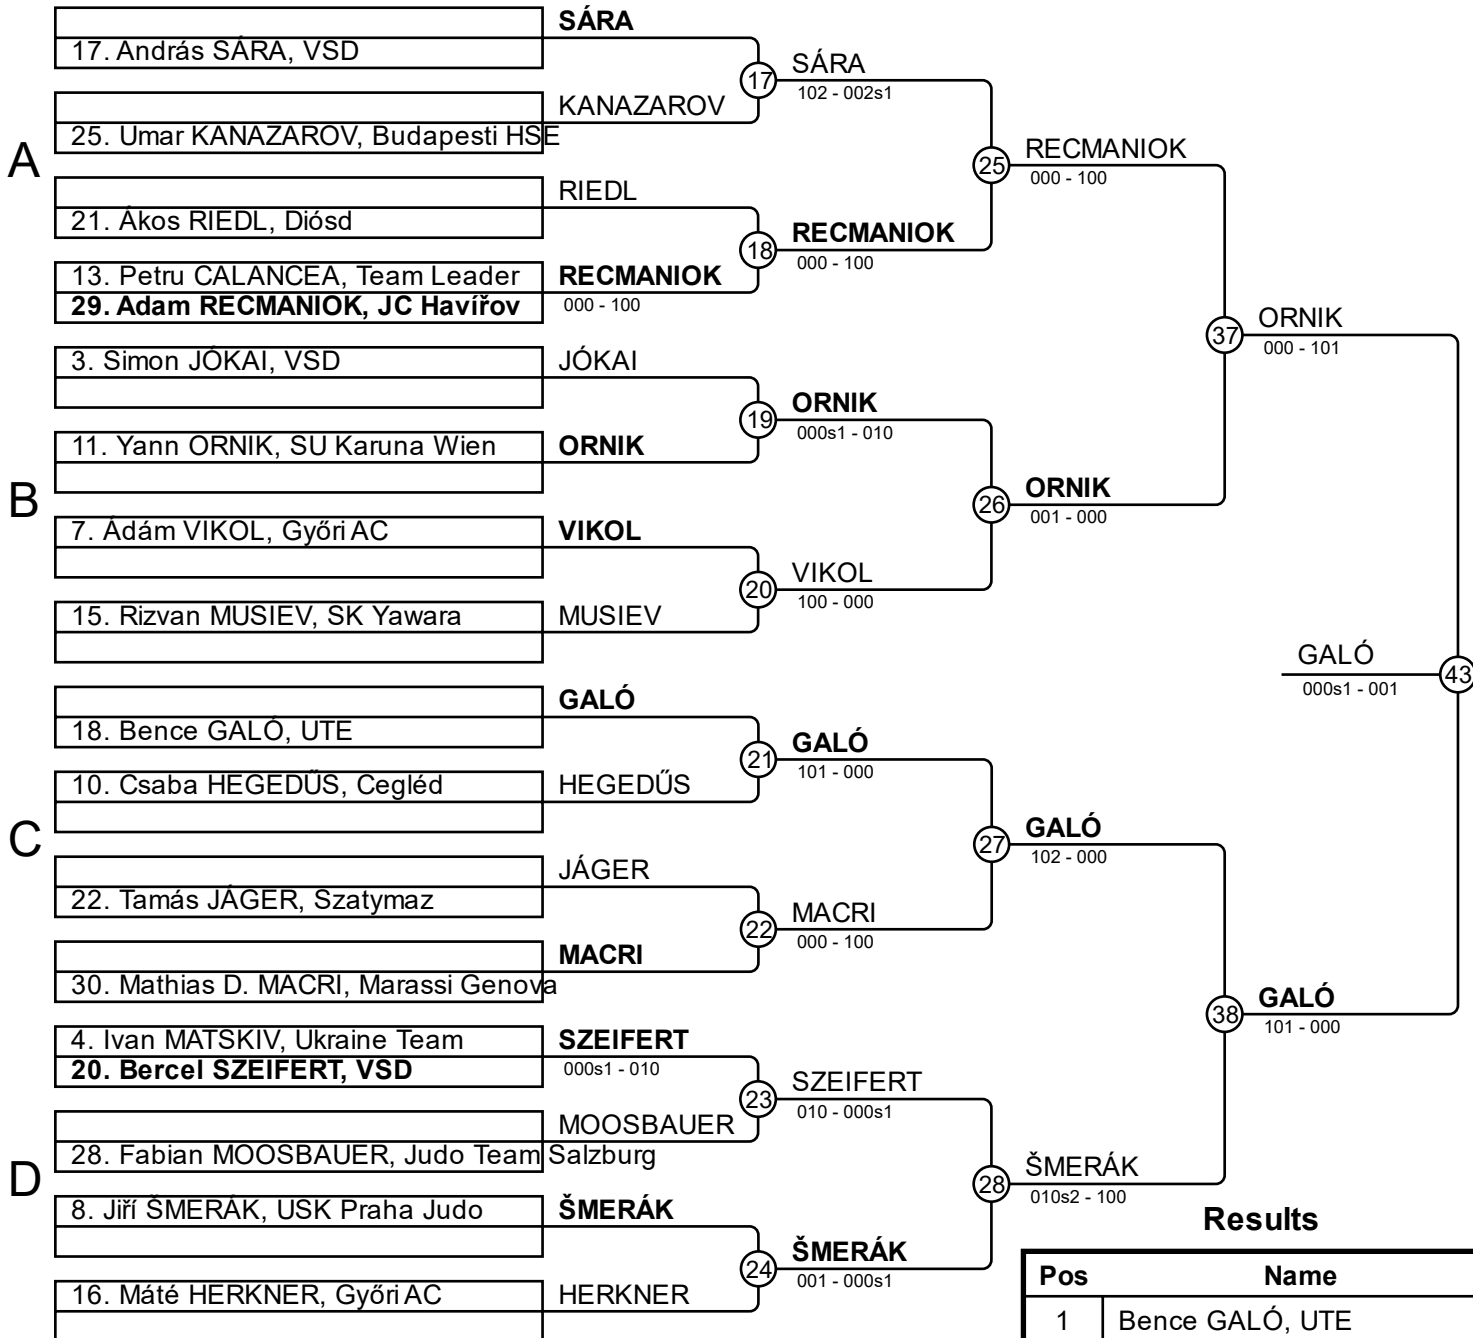 A
17. András SÁRA, VSD
25. Umar KANAZAROV, Budapesti HSE
21. Ákos RIEDL, Diósd
13. Petru CALANCEA, Team Leader
29. Adam RECMANIOK, JC Havířov
B
3. Simon JÓKAI, VSD
11. Yann ORNIK, SU Karuna Wien
7. Ádám VIKOL, Győri AC
15. Rizvan MUSIEV, SK Yawara
C
18. Bence GALÓ, UTE
10. Csaba HEGEDŰS, Cegléd
22. Tamás JÁGER, Szatymaz
30. Mathias D. MACRI, Marassi Genova
D
4. Ivan MATSKIV, Ukraine Team
20. Bercel SZEIFERT, VSD
28. Fabian MOOSBAUER, Judo Team Salzburg
8. Jiří ŠMERÁK, USK Praha Judo
16. Máté HERKNER, Győri AC
SÁRA
KANAZAROV
RIEDL
RECMANIOK
000 - 100
JÓKAI
ORNIK
VIKOL
MUSIEV
GALÓ
HEGEDŰS
JÁGER
MACRI
SZEIFERT
000s1 - 010
MOOSBAUER
ŠMERÁK
HERKNER
17
SÁRA
102 - 002s1
18
RECMANIOK
000 - 100
19
ORNIK
000s1 - 010
20
VIKOL
100 - 000
21
GALÓ
101 - 000
22
MACRI
000 - 100
23
SZEIFERT
010 - 000s1
24
ŠMERÁK
001 - 000s1
25
RECMANIOK
000 - 100
26
ORNIK
001 - 000
27
GALÓ
102 - 000
28
ŠMERÁK
010s2 - 100
37
ORNIK
000 - 101
38
GALÓ
101 - 000
GALÓ
000s1 - 001
43
Results
Pos Name
1 Bence GALÓ, UTE